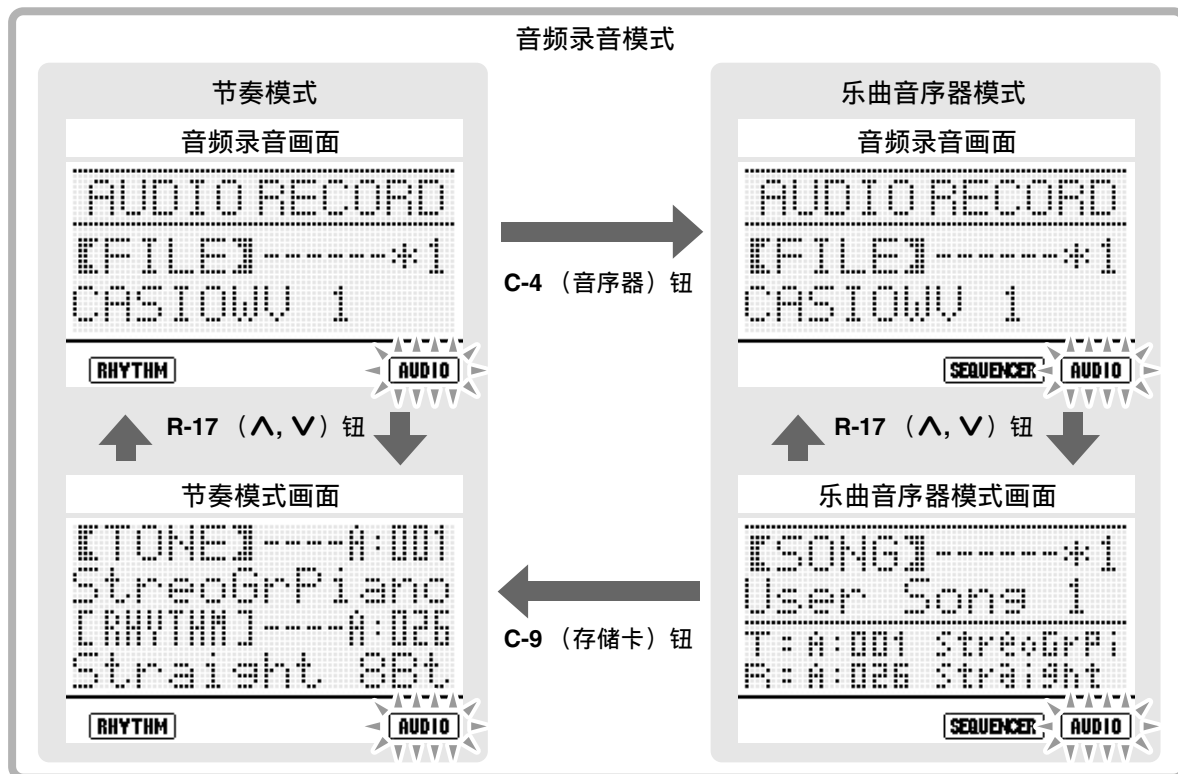 音频录音模式
节奏模式
音频录音画面
AUDIO RECORD
【FILE】------*1
CASIOWV 1
RHYTHM AUDIO
R-17 （∧, ∨）钮
节奏模式画面
【TONE】----A:001
StreoGrPiano
[RHYTHM]----A:026
Straight 8Bt
RHYTHM AUDIO
C-4 （音序器）钮
C-9 （存储卡）钮
乐曲音序器模式
音频录音画面
AUDIO RECORD
【FILE】------*1
CASIOWV 1
SEQUENCER AUDIO
R-17 （∧, ∨）钮
乐曲音序器模式画面
【SONG】------*1
User Song 1
T:A:001 StreoGrPi
R:A:026 Straight
SEQUENCER AUDIO